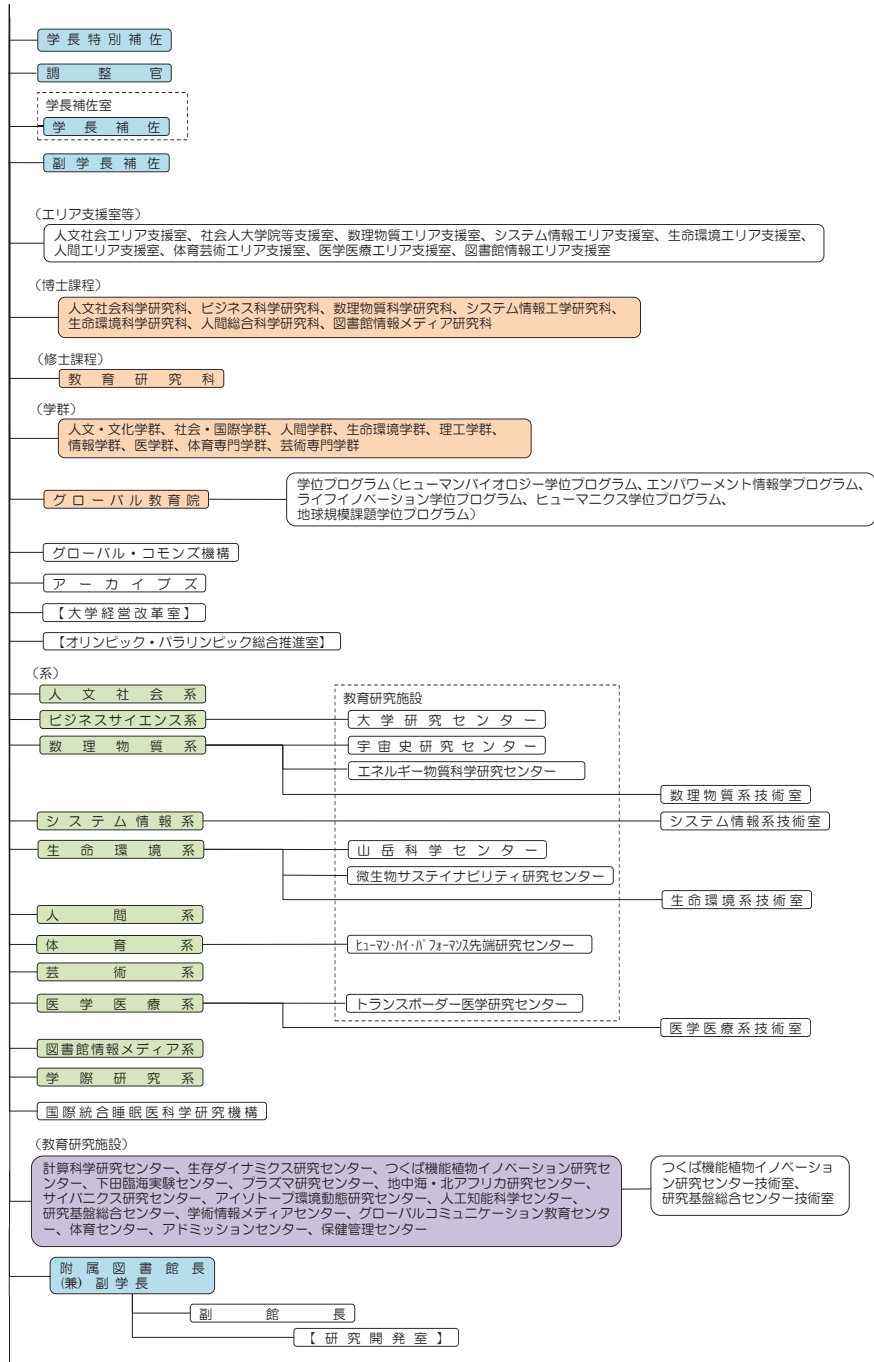 学長特別補佐
調整官
学長補佐室
学長補佐
副学長補佐
（エリア支援室等）
人文社会エリア支援室、社会人大学院等支援室、数理物質エリア支援室、システム情報エリア支援室、生命環境エリア支援室、
人間エリア支援室、体育芸術エリア支援室、医学医療エリア支援室、図書館情報エリア支援室
（博士課程）
人文社会科学研究科、ビジネス科学研究科、数理物質科学研究科、システム情報工学研究科、
生命環境科学研究科、人間総合科学研究科、図書館情報メディア研究科
（修士課程）
教育研究科
（学群）
人文・文化学群、社会・国際学群、人間学群、生命環境学群、理工学群、
情報学群、医学群、体育専門学群、芸術専門学群
グローバル教育院
学位プログラム（ヒューマンバイオロジー学位プログラム、エンパワーメント情報学プログラム、
ライフイノベーション学位プログラム、ヒューマニクス学位プログラム、
地球規模課題学位プログラム）
グローバル・コモンズ機構
アーカイブズ
【大学経営改革室】
【オリンピック・パラリンピック総合推進室】
（系）
教育研究施設
人文社会系
ビジネスサイエンス系
大学研究センター
数理物質系
宇宙史研究センター
エネルギー物質科学研究センター
数理物質系技術室
システム情報系
システム情報系技術室
生命環境系
山岳科学センター
微生物サステイナビリティ研究センター
生命環境系技術室
人間系
体育系
ﾋｭｰﾏﾝ･ﾊｲ･ﾊﾟﾌｫｰﾏﾝｽ先端研究センター
芸術系
医学医療系
トランスボーダー医学研究センター
医学医療系技術室
図書館情報メディア系
学際研究系
国際統合睡眠医科学研究機構
（教育研究施設）
計算科学研究センター、生存ダイナミクス研究センター、つくば機能植物イノベーション研究セ
ンター、下田臨海実験センター、プラズマ研究センター、地中海・北アフリカ研究センター、
サイバニクス研究センター、アイソトープ環境動態研究センター、人工知能科学センター、
研究基盤総合センター、学術情報メディアセンター、グローバルコミュニケーション教育センタ
ー、体育センター、アドミッションセンター、保健管理センター
つくば機能植物イノベーショ
ン研究センター技術室、
研究基盤総合センター技術室
附属図書館長
(兼) 副学長
副館長
【研究開発室】